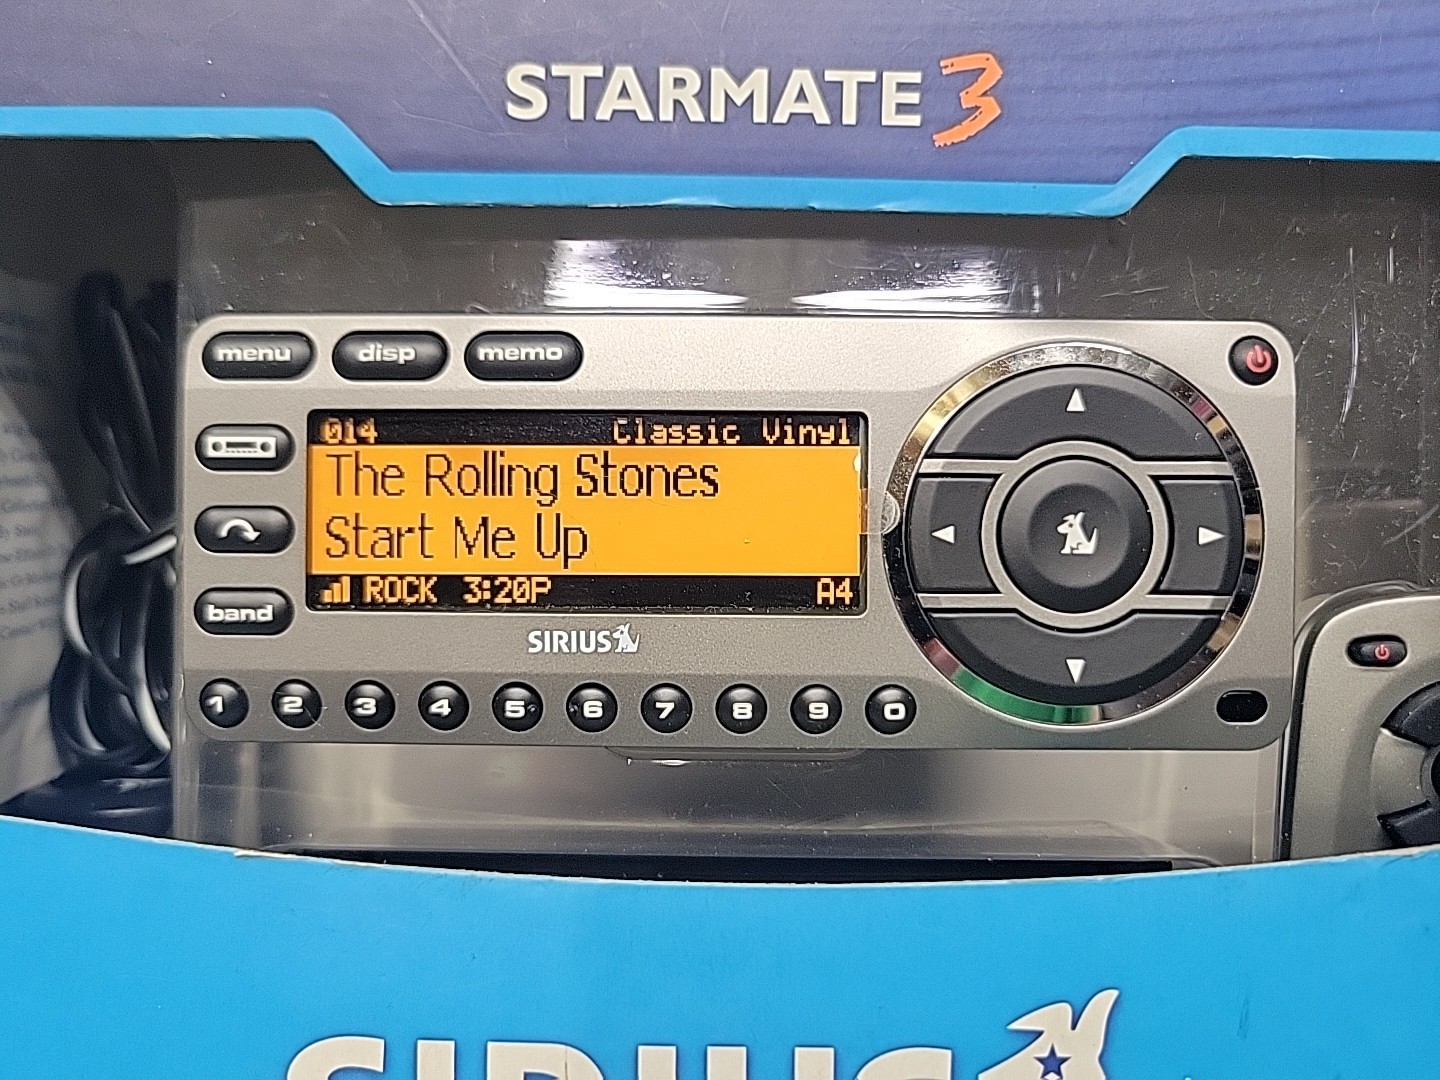 STARMATE 3
menu disp memo
014 Classic Vinyl
The Rolling Stones
Start Me Up
ROCK 3:20P A4
band
SIRIUS
1 2 3 4 5 6 7 8 9 0
SIRIUS